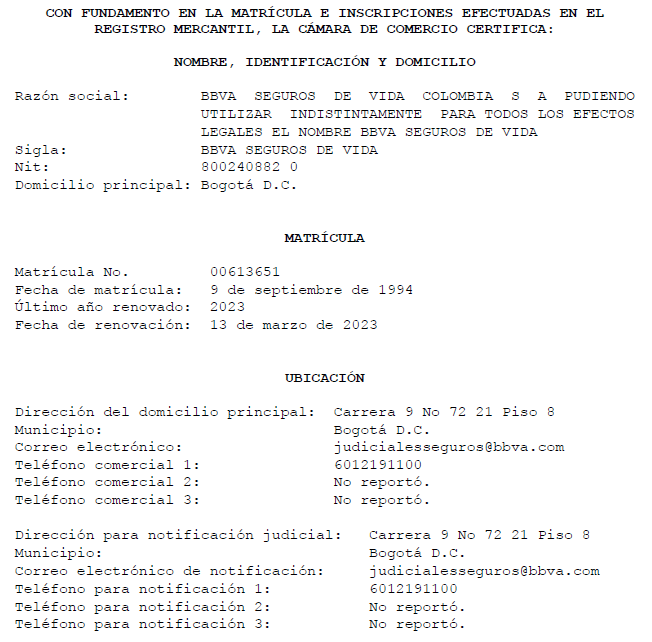 CON FUNDAMENTO EN LA MATRÍCULA E INSCRIPCIONES EFECTUADAS EN EL
REGISTRO MERCANTIL, LA CÁMARA DE COMERCIO CERTIFICA:
NOMBRE, IDENTIFICACIÓN Y DOMICILIO
Razón social: BBVA SEGUROS DE VIDA COLOMBIA S A PUDIENDO
UTILIZAR INDISTINTAMENTE PARA TODOS LOS EFECTOS
LEGALES EL NOMBRE BBVA SEGUROS DE VIDA
Sigla: BBVA SEGUROS DE VIDA
Nit: 800240882 0
Domicilio principal: Bogotá D.C.
MATRÍCULA
Matrícula No. 00613651
Fecha de matrícula: 9 de septiembre de 1994
Último año renovado: 2023
Fecha de renovación: 13 de marzo de 2023
UBICACIÓN
Dirección del domicilio principal: Carrera 9 No 72 21 Piso 8
Municipio: Bogotá D.C.
Correo electrónico: judicialesseguros@bbva.com
Teléfono comercial 1: 6012191100
Teléfono comercial 2: No reportó.
Teléfono comercial 3: No reportó.
Dirección para notificación judicial: Carrera 9 No 72 21 Piso 8
Municipio: Bogotá D.C.
Correo electrónico de notificación: judicialesseguros@bbva.com
Teléfono para notificación 1: 6012191100
Teléfono para notificación 2: No reportó.
Teléfono para notificación 3: No reportó.